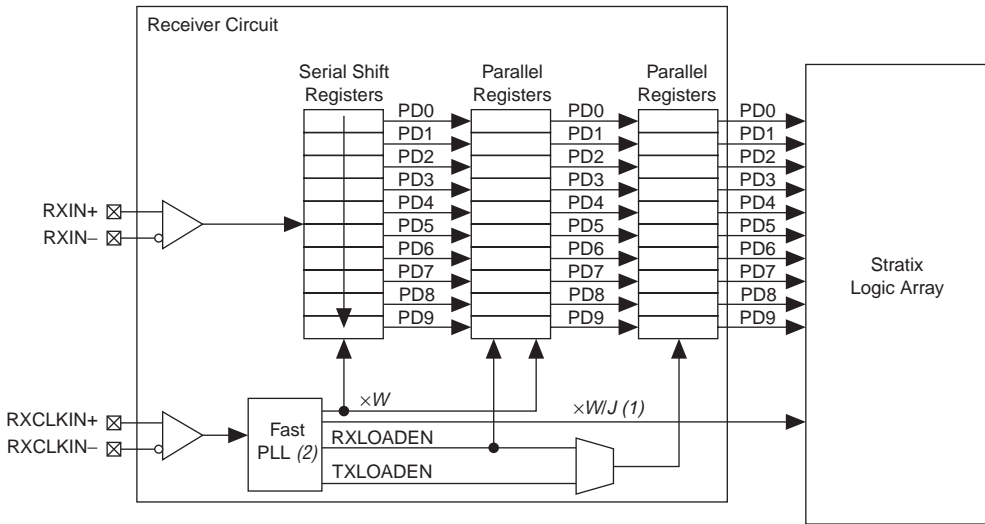 Receiver Circuit
Serial Shift
Registers
Parallel
Registers
Parallel
Registers
PD0 PD0 PD0
PD1 PD1 PD1
PD2 PD2 PD2
PD3 PD3 PD3
PD4 PD4 PD4
PD5 PD5 PD5
PD6 PD6 PD6
PD7 PD7 PD7
PD8 PD8 PD8
PD9 PD9 PD9
RXIN+
RXIN−
Stratix
Logic Array
×W
×W/J (1)
RXCLKIN+
RXCLKIN−
Fast
PLL (2)
RXLOADEN
TXLOADEN